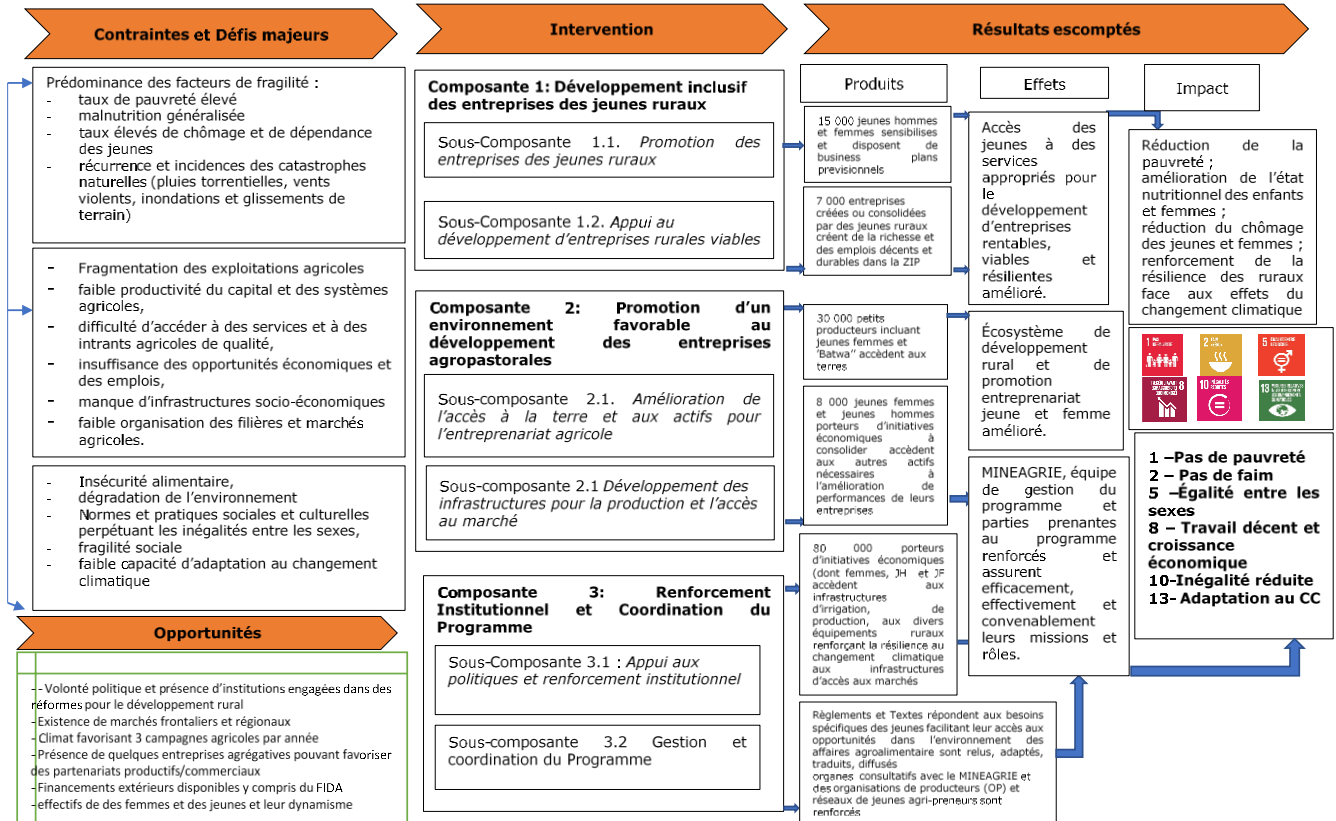 Contraintes et Défis majeurs
Prédominance des facteurs de fragilité :
- taux de pauvreté élevé
- malnutrition généralisée
- taux élevés de chômage et de dépendance
des jeunes
- récurrence et incidences des catastrophes
naturelles (pluies torrentielles, vents
violents, inondations et glissements de
terrain)
- Fragmentation des exploitations agricoles
- faible productivité du capital et des systèmes
agricoles,
- difficulté d'accéder à des services et à des
intrants agricoles de qualité,
- insuffisance des opportunités économiques et
des emplois,
- manque d'infrastructures socio-économiques
- faible organisation des filières et marchés
agricoles.
- Insécurité alimentaire,
- dégradation de l'environnement
- Normes et pratiques sociales et culturelles
perpétuant les inégalités entre les sexes,
- fragilité sociale
- faible capacité d'adaptation au changement
climatique
Opportunités
- - Volonté politique et présence d'institutions engagées dans des
réformes pour le développement rural
- Existence de marchés frontaliers et régionaux
- Climat favorisant 3 campagnes agricoles par année
- Présence de quelques entreprises agrégatives pouvant favoriser
des partenariats productifs/commerciaux
- Financements extérieurs disponibles y compris du FIDA
- effectifs de des femmes et des jeunes et leur dynamisme
Intervention
Composante 1: Développement inclusif
des entreprises des jeunes ruraux
Sous-Composante 1.1. Promotion des
entreprises des jeunes ruraux
Sous-Composante 1.2. Appui au
développement d'entreprises rurales viables
Composante 2: Promotion d'un
environnement favorable au
développement des entreprises
agropastorales
Sous-composante 2.1. Amélioration de
l'accès à la terre et aux actifs pour
l'entreprenariat agricole
Sous-composante 2.1 Développement des
infrastructures pour la production et l'accès
au marché
Composante 3: Renforcement
Institutionnel et Coordination du
Programme
Sous-Composante 3.1 : Appui aux
politiques et renforcement institutionnel
Sous-composante 3.2 Gestion et
coordination du Programme
Résultats escomptés
Produits
15 000 jeunes hommes
et femmes sensibilises
et disposent de
business plans
previsionnels
7 000 entreprises
créées ou consolidées
par des jeunes ruraux
créent de la richesse et
des emplois décents et
durables dans la ZIP
30 000 petits
producteurs incluant
jeunes femmes et
'Batwa'' accèdent aux
terres
8 000 jeunes femmes
et jeunes hommes
porteurs d'initiatives
économiques à
consolider accèdent
aux autres actifs
nécessaires à
l'amélioration de
performances de leurs
entreprises
80 000 porteurs
d'initiatives économiques
(dont femmes, JH et JF
accèdent aux
infrastructures
d'irrigation, de
production, aux divers
équipements ruraux
renforçant la résilience au
changement climatique
aux infrastructures
d'accès aux marchés
Règlements et Textes répondent aux besoins
spécifiques des jeunes facilitant leur accès aux
opportunités dans l'environnement des
affaires agroalimentaire sont relus, adaptés,
traduits, diffusés
organes consultatifs avec le MINEAGRIE et
des organisations de producteurs (OP) et
réseaux de jeunes agri-preneurs sont
renforcés
Effets
Accès des
jeunes à des
services
appropriés pour
le
développement
d'entreprises
rentables,
viables et
résilientes
amélioré.
Écosystème de
développement
rural et de
promotion
entreprenariat
jeune et femme
amélioré.
MINEAGRIE, équipe
de gestion du
programme et
parties prenantes
au programme
renforcés et
assurent
efficacement,
effectivement et
convenablement
leurs missions et
rôles.
Impact
Réduction de la
pauvreté ;
amélioration de l'état
nutritionnel des enfants
et femmes ;
réduction du chômage
des jeunes et femmes ;
renforcement de la
résilience des ruraux
face aux effets du
changement climatique
1 PAS
2
5
8
10 INÉGALITÉS
13
1 –Pas de pauvreté
2 – Pas de faim
5 –Égalité entre les
sexes
8 – Travail décent et
croissance
économique
10-Inégalité réduite
13- Adaptation au CC